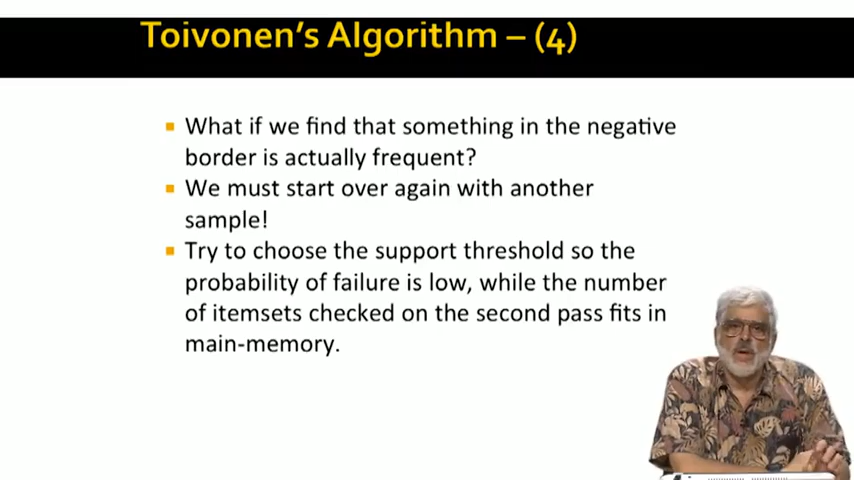 Toivonen's Algorithm – (4)
What if we find that something in the negative
border is actually frequent?
We must start over again with another
sample!
Try to choose the support threshold so the
probability of failure is low, while the number
of itemsets checked on the second pass fits in
main-memory.